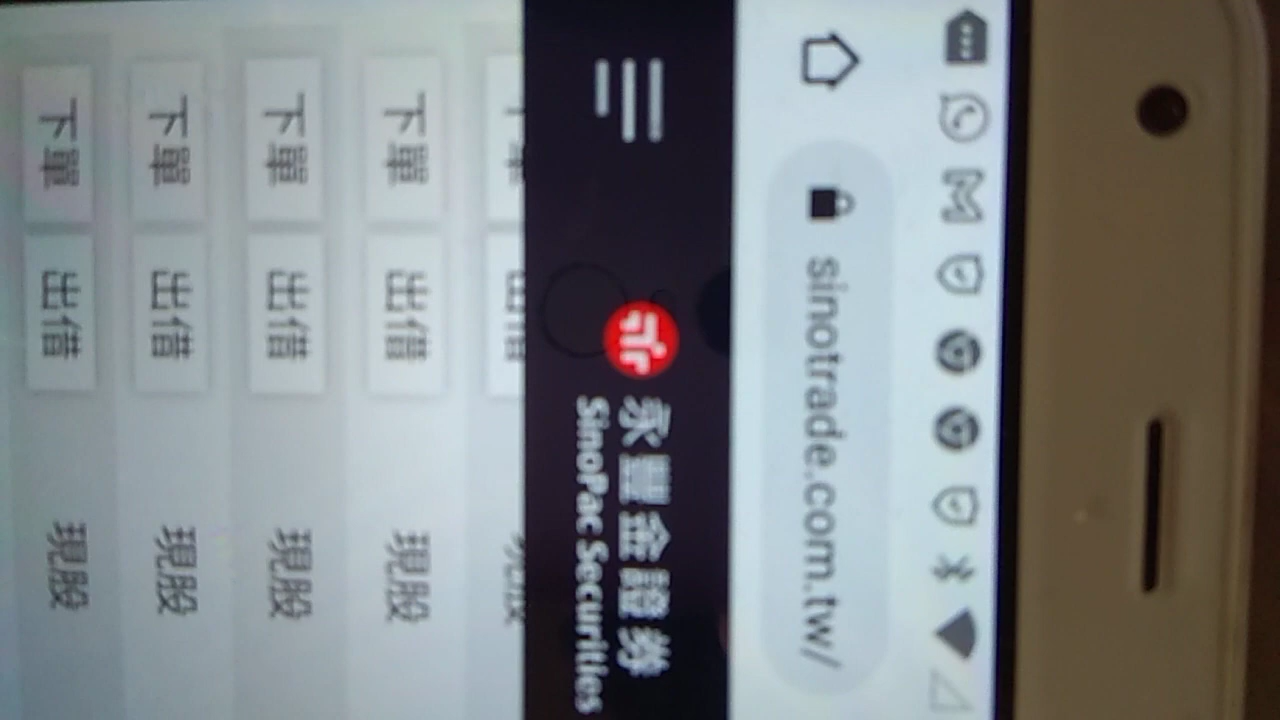 sinotrade.com.tw/
永豐金證券
SinoPac Securities
下單 出借 現股
下單 出借 現股
下單 出借 現股
下單 出借 現股